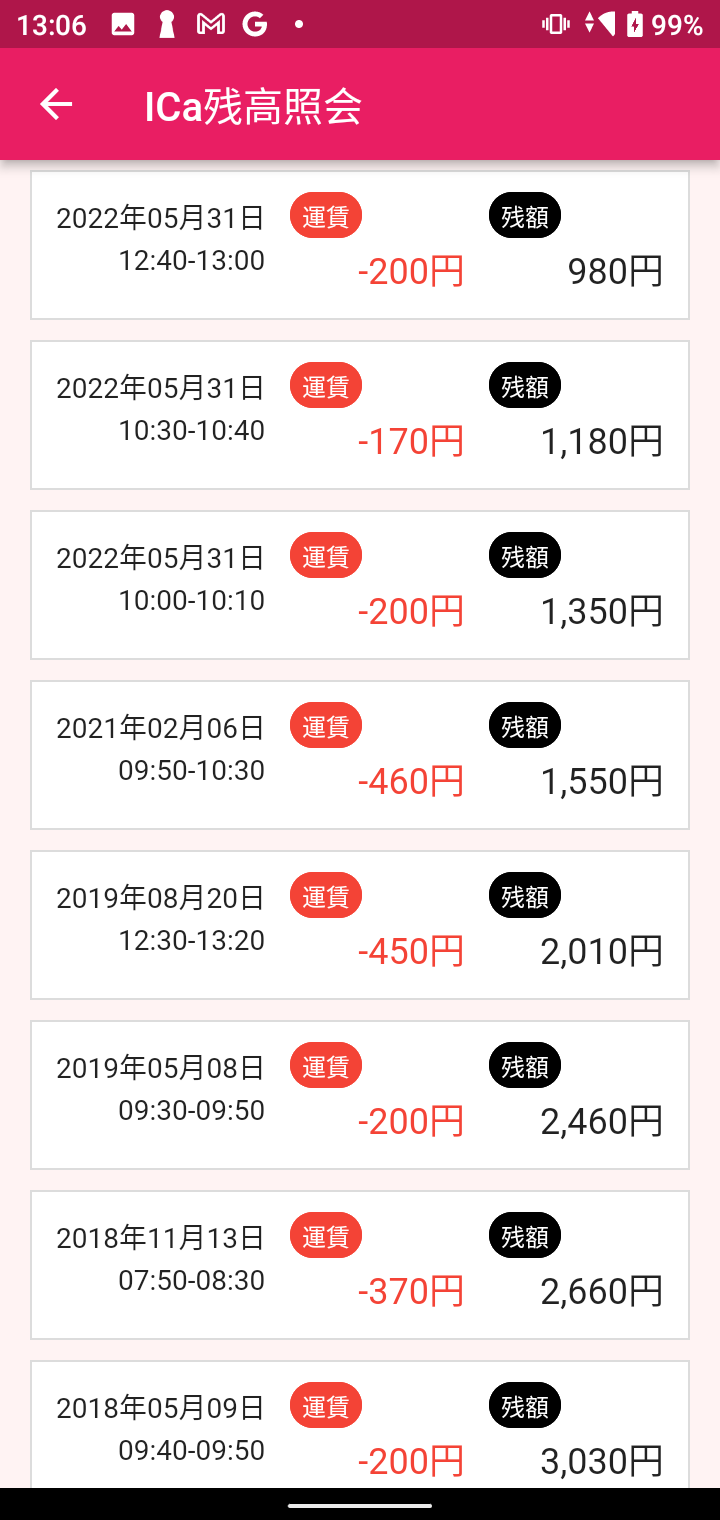 13:06 99%
ICa残高照会
2022年05月31日 運賃 残額
12:40-13:00 -200円 980円
2022年05月31日 運賃 残額
10:30-10:40 -170円 1,180円
2022年05月31日 運賃 残額
10:00-10:10 -200円 1,350円
2021年02月06日 運賃 残額
09:50-10:30 -460円 1,550円
2019年08月20日 運賃 残額
12:30-13:20 -450円 2,010円
2019年05月08日 運賃 残額
09:30-09:50 -200円 2,460円
2018年11月13日 運賃 残額
07:50-08:30 -370円 2,660円
2018年05月09日 運賃 残額
09:40-09:50 -200円 3,030円